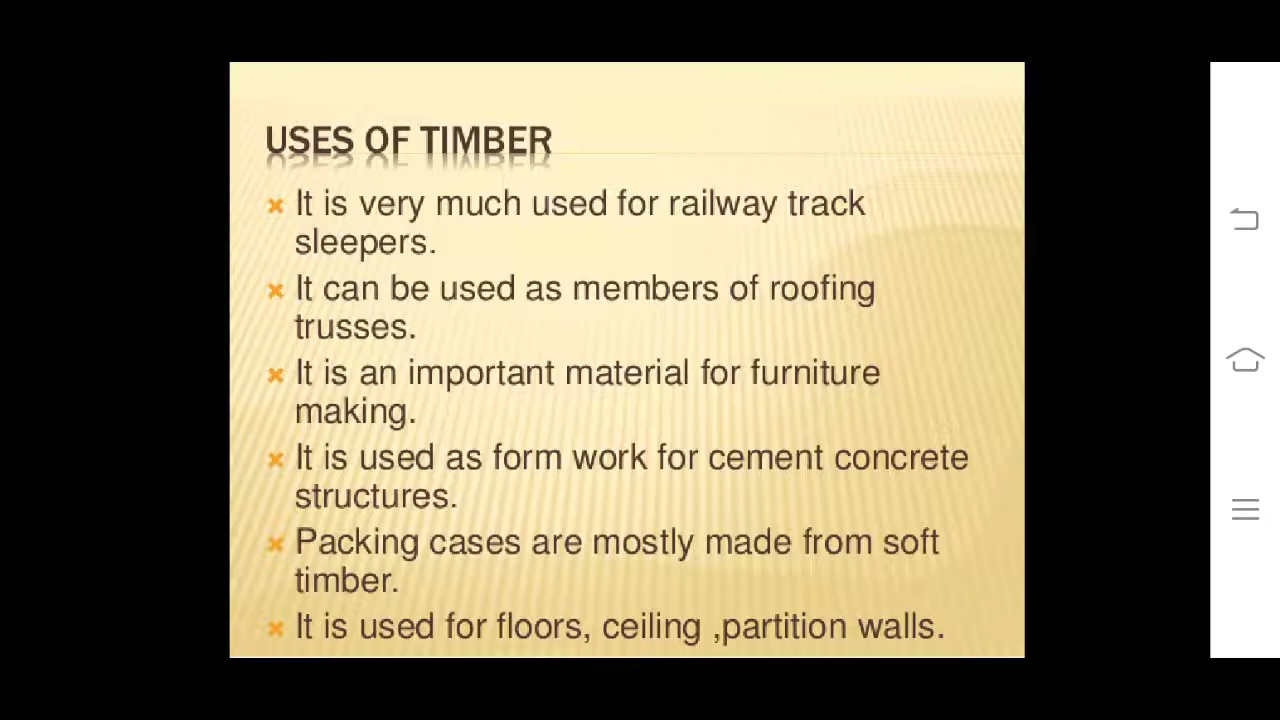 USES OF TIMBER
It is very much used for railway track
sleepers.
It can be used as members of roofing
trusses.
It is an important material for furniture
making.
It is used as form work for cement concrete
structures.
Packing cases are mostly made from soft
timber.
It is used for floors, ceiling ,partition walls.